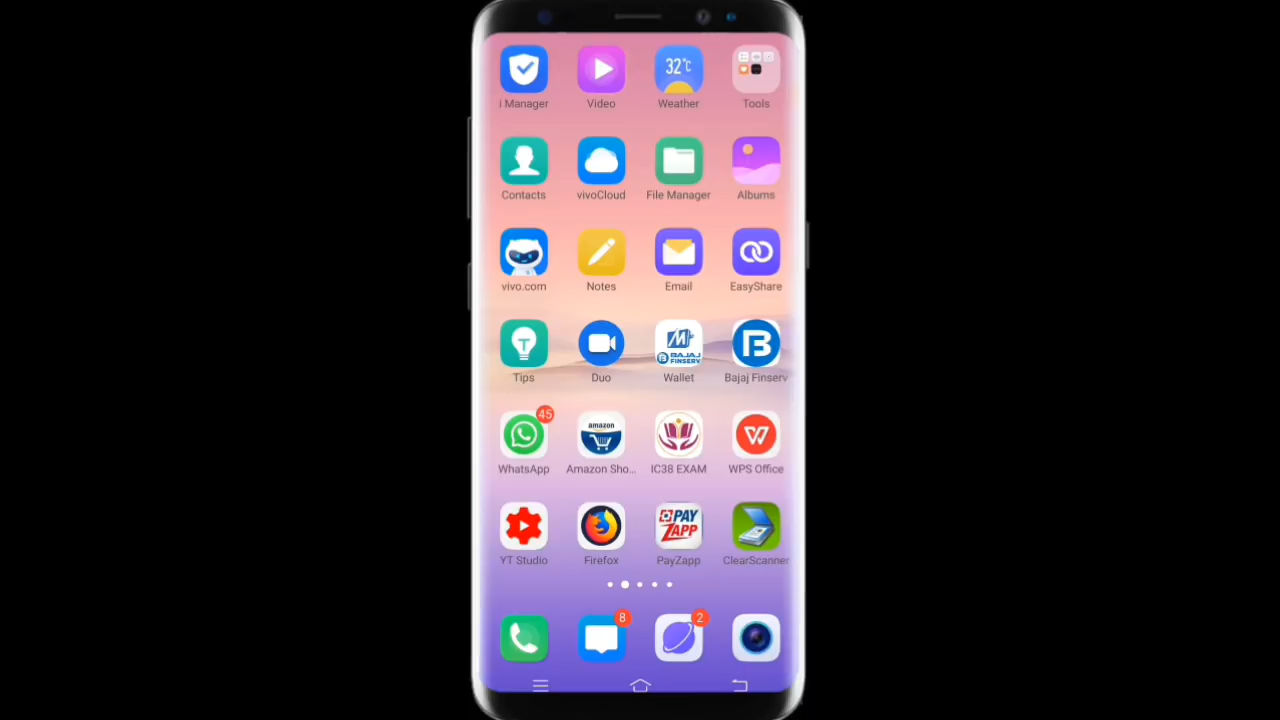 32°c
i Manager Video Weather Tools
Contacts vivoCloud File Manager Albums
vivo.com Notes Email EasyShare
T
M
BAJAJ
FINSERV
B
Tips Duo Wallet Bajaj Finserv
45
amazon
W
WhatsApp Amazon Sho... IC38 EXAM WPS Office
PAY
ZAPP
YT Studio Firefox PayZapp ClearScanner
8 2